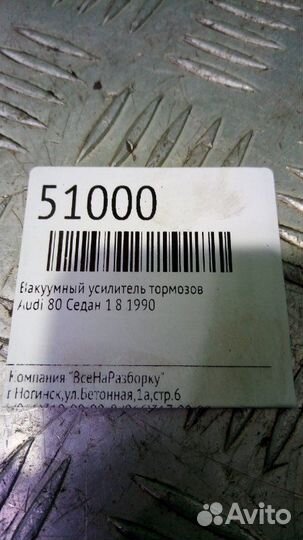 51000
Вакуумный усилитель тормозов
Audi 80 Седан 1 8 1990
Компания "ВсеНаРазборку"
г Ногинск,ул.Бетонная,1а,стр.6
Avito